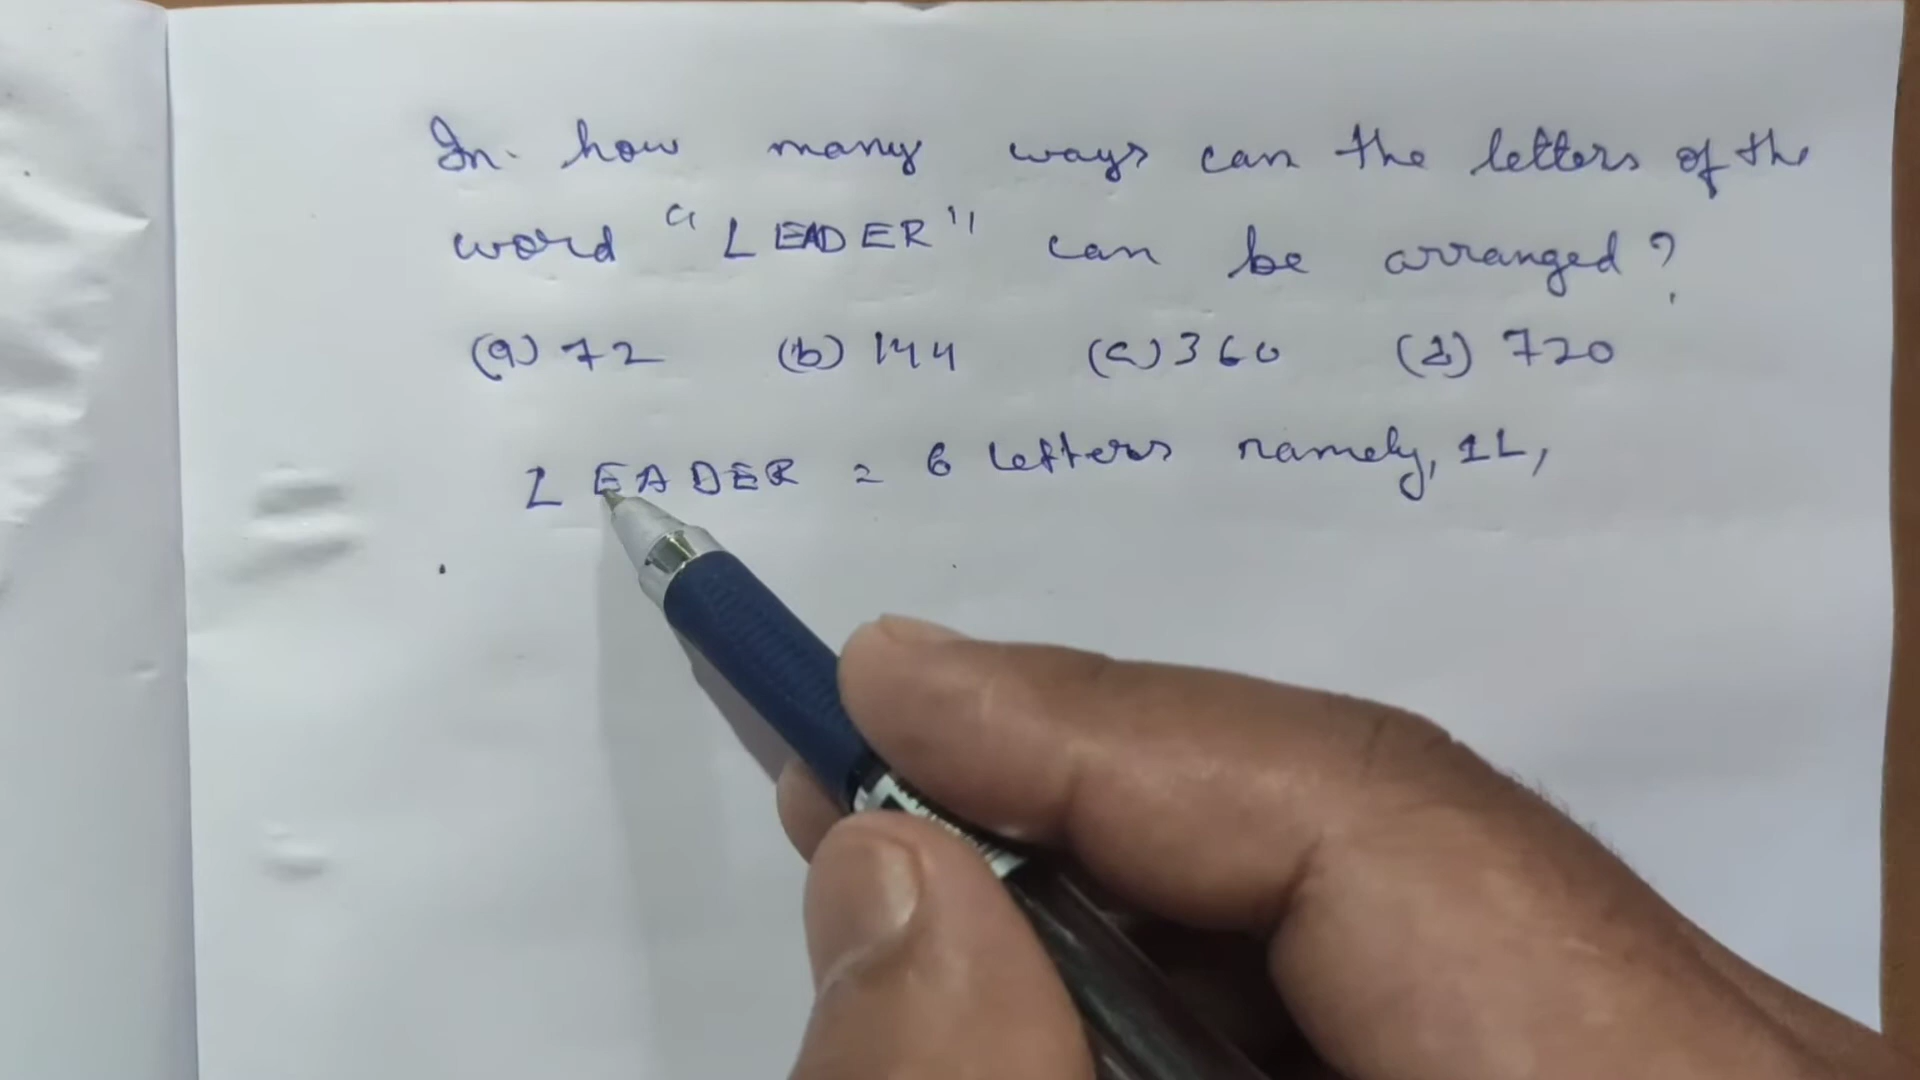 In how many ways can the letters of the
word "LEADER" can be arranged?
(a) 72 (b) 144 (c) 360 (d) 720
LEADER = 6 letters namely, 1L,